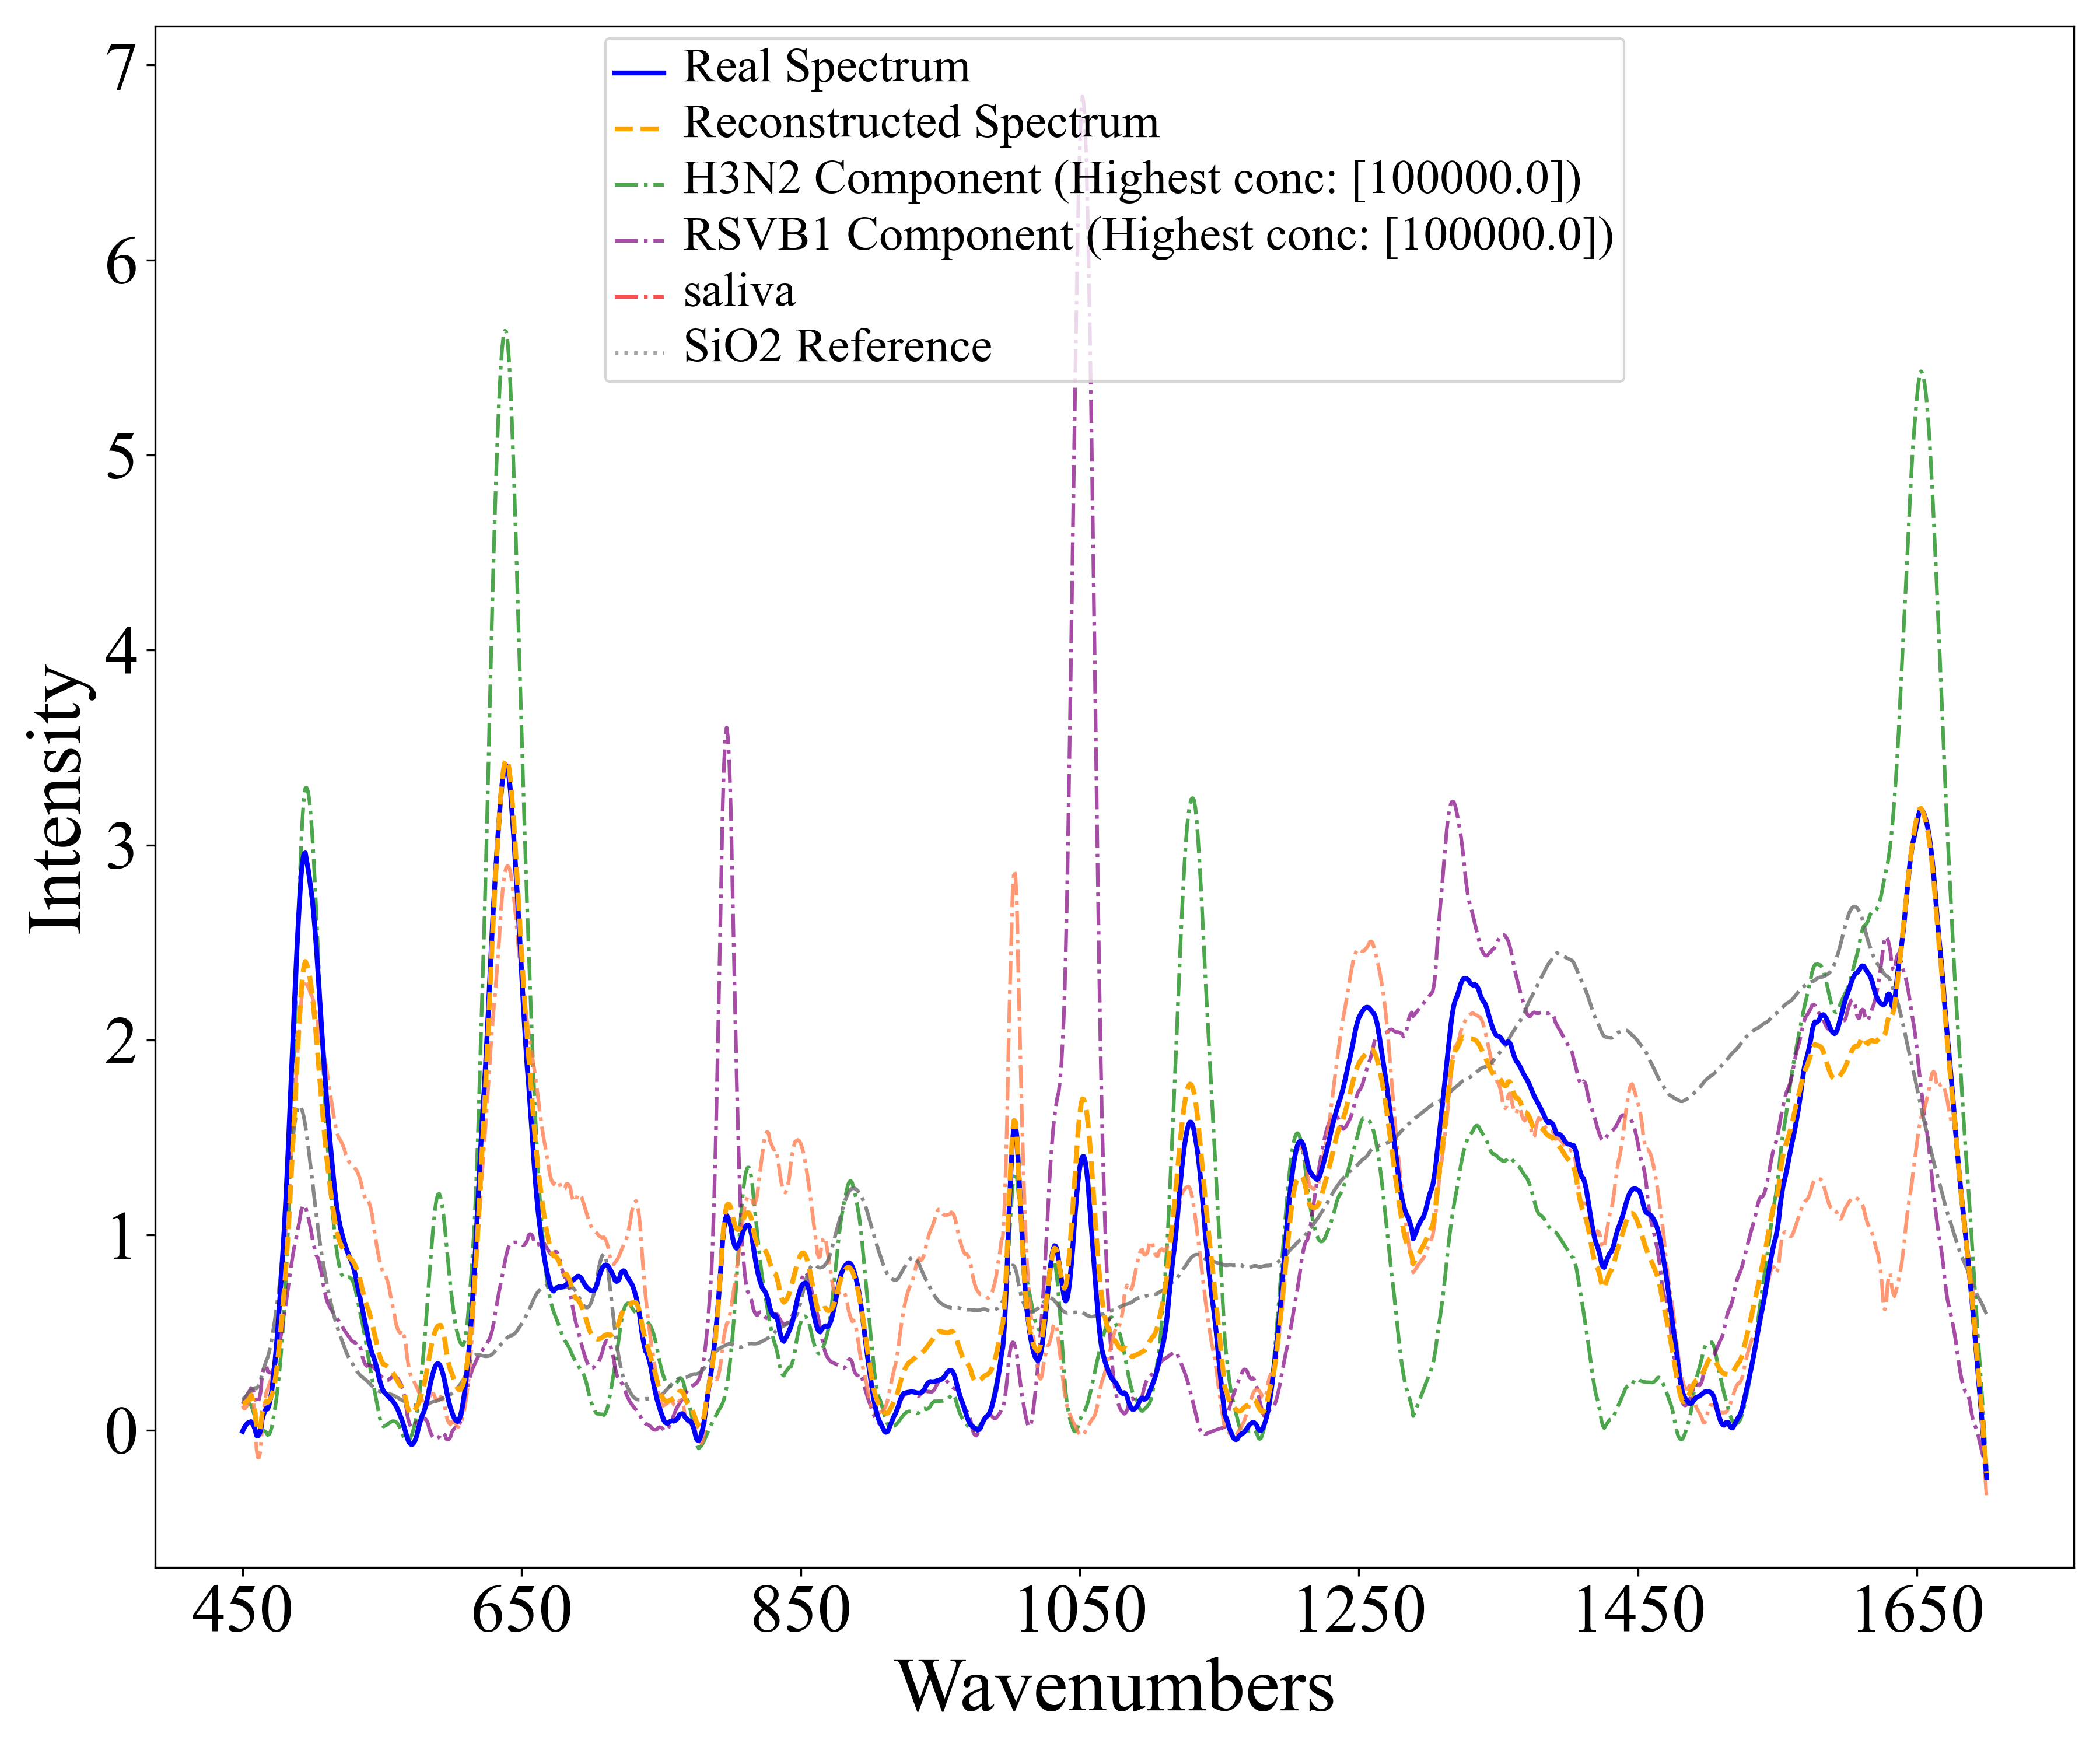 7
6
5
4
3
2
1
0
Intensity
Real Spectrum
Reconstructed Spectrum
H3N2 Component (Highest conc: [100000.0])
RSVB1 Component (Highest conc: [100000.0])
saliva
SiO2 Reference
450 650 850 1050 1250 1450 1650
Wavenumbers